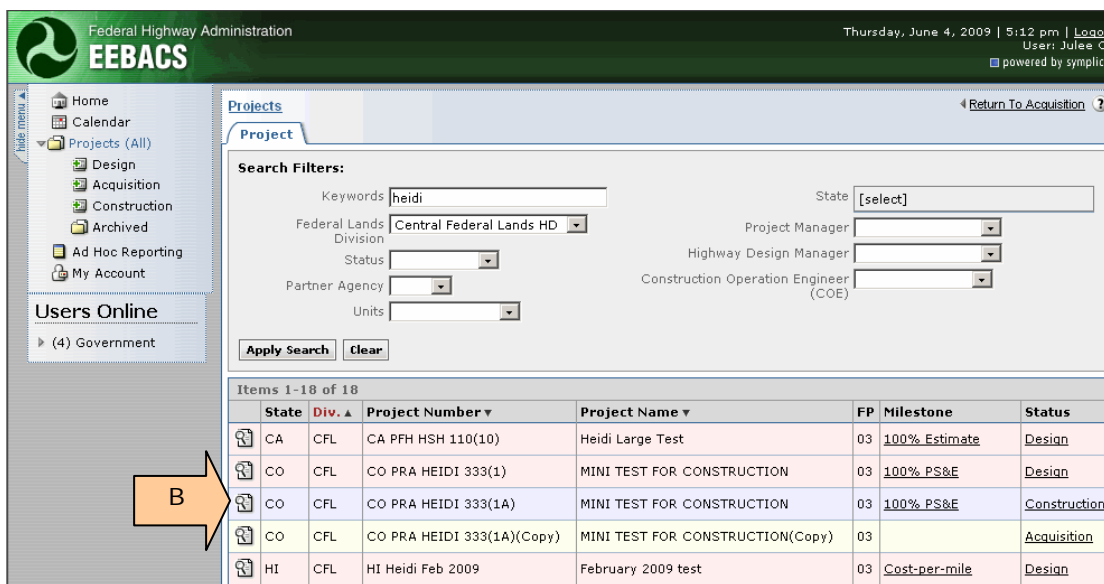 Federal Highway Administration
EEBACS
Thursday, June 4, 2009 | 5:12 pm | Logo
User: Julee
powered by symplic
hide menu
Home
Calendar
Projects (All)
Design
Acquisition
Construction
Archived
Ad Hoc Reporting
My Account
Users Online
(4) Government
Projects
Return To Acquisition ?
Project
Search Filters:
Keywords heidi
Federal Lands Division Central Federal Lands HD
Status
Partner Agency
Units
State [select]
Project Manager
Highway Design Manager
Construction Operation Engineer
(COE)
Apply Search Clear
Items 1-18 of 18
State Div. Project Number Project Name FP Milestone Status
CA CFL CA PFH HSH 110(10) Heidi Large Test 03 100% Estimate Design
CO CFL CO PRA HEIDI 333(1) MINI TEST FOR CONSTRUCTION 03 100% PS&E Design
B
CO CFL CO PRA HEIDI 333(1A) MINI TEST FOR CONSTRUCTION 03 100% PS&E Construction
CO CFL CO PRA HEIDI 333(1A)(Copy) MINI TEST FOR CONSTRUCTION(Copy) 03 Acquisition
HI CFL HI Heidi Feb 2009 February 2009 test 03 Cost-per-mile Design